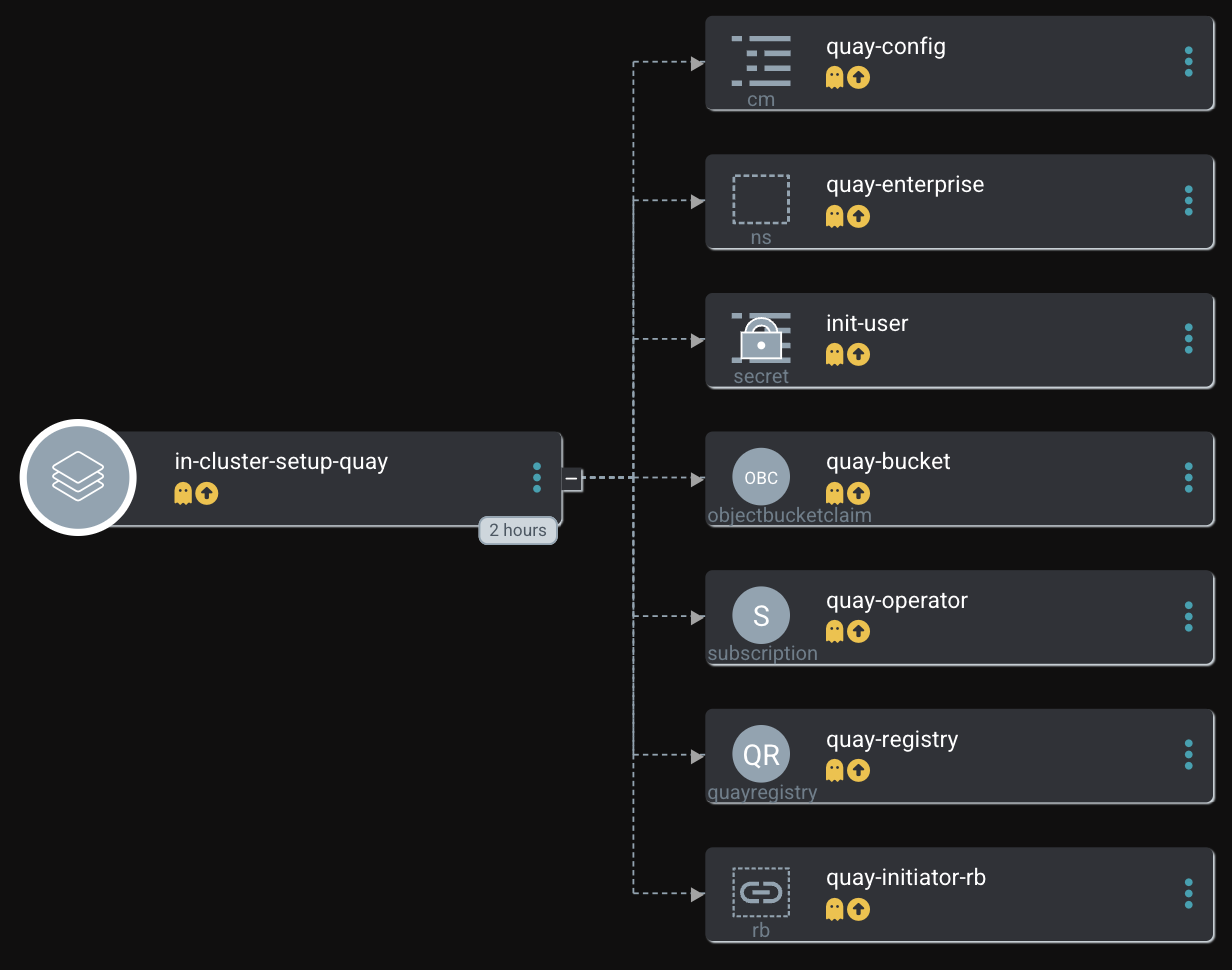 quay-config
cm
quay-enterprise
ns
init-user
secret
in-cluster-setup-quay
2 hours
quay-bucket
OBC
objectbucketclaim
quay-operator
S
subscription
quay-registry
QR
quayregistry
quay-initiator-rb
rb